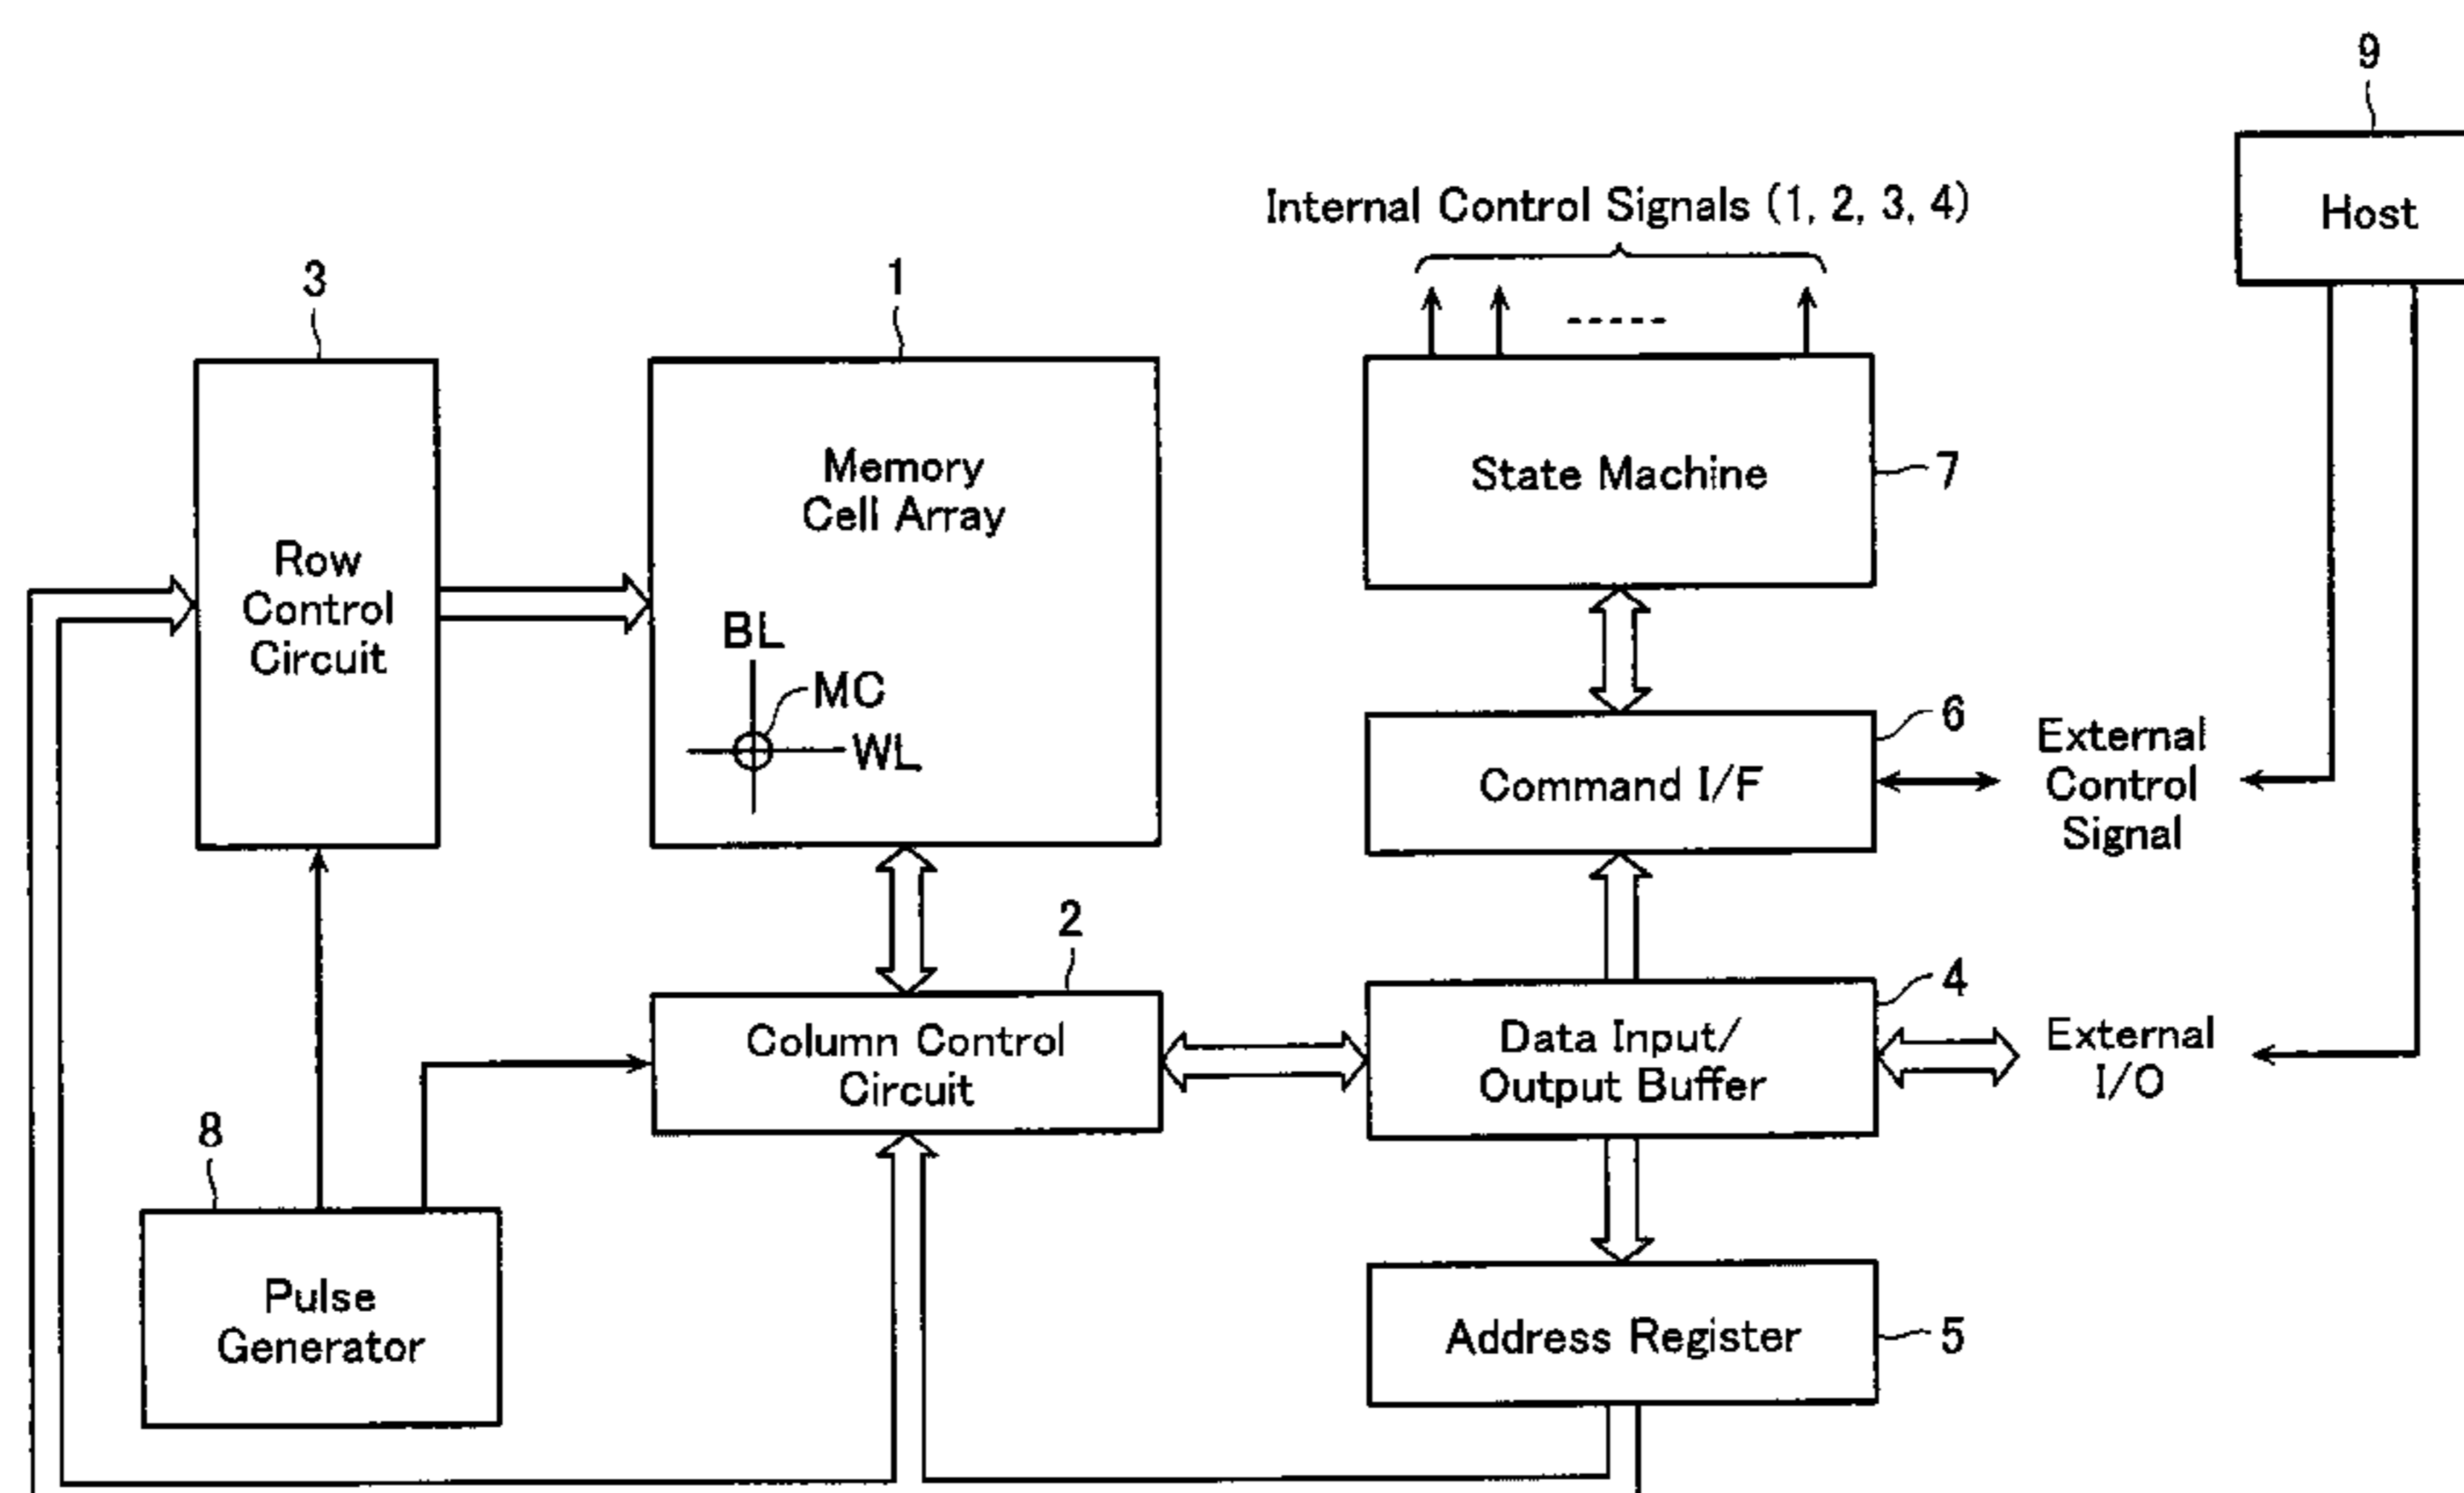 9
Host
Internal Control Signals (1, 2, 3, 4)
3
1
Row
Control
Circuit
Memory
Cell Array
BL
MC
WL
State Machine
7
Command I/F
6
External
Control
Signal
2
Column Control
Circuit
4
Data Input/
Output Buffer
External
I/O
8
Pulse
Generator
Address Register
5